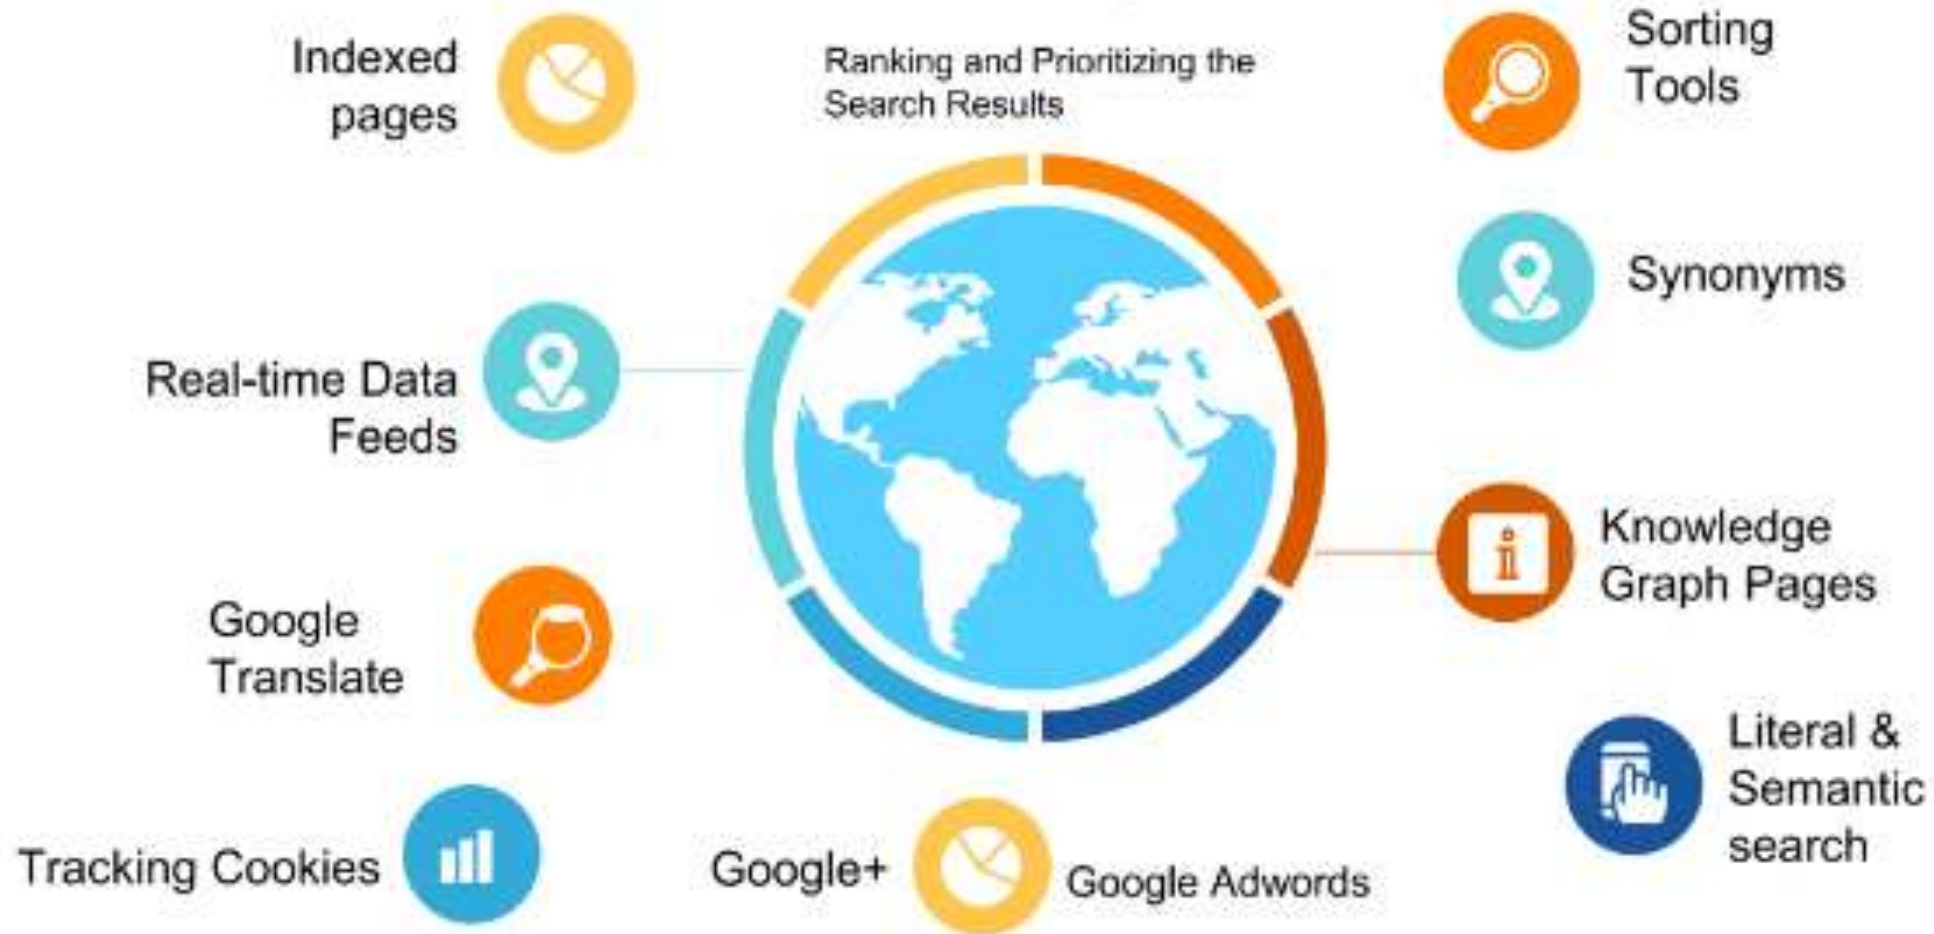 Indexed
pages
Ranking and Prioritizing the
Search Results
Sorting
Tools
Synonyms
Real-time Data
Feeds
Knowledge
Graph Pages
Google
Translate
Literal &
Semantic
search
Tracking Cookies
Google+
Google Adwords